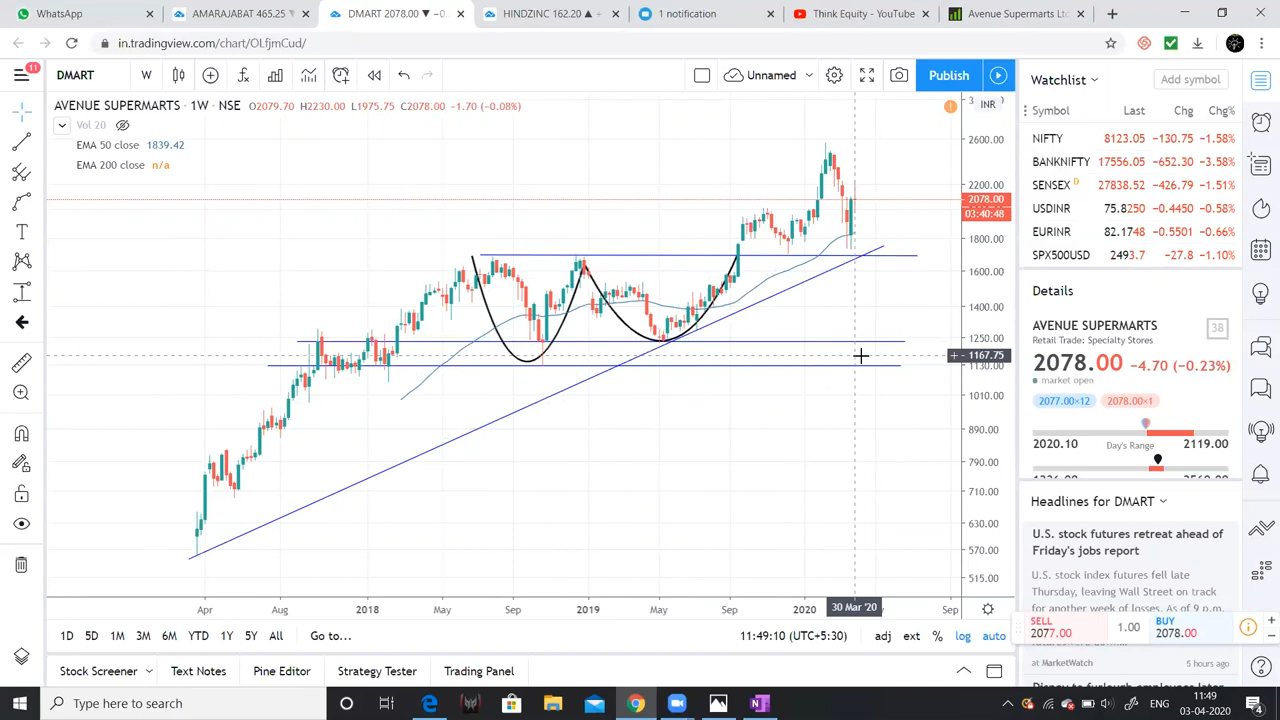 WhatsApp
AMARAJABAT 465.25 ▼
DMART 2078.00 ▼ −0
HINDZINC 162.20 ▲ +
1 notification
Think Equity - YouTube
Avenue Supermarts Lt
in.tradingview.com/chart/OLfjmCud/
11
DMART
W
Unnamed
Publish
Watchlist
Add symbol
AVENUE SUPERMARTS · 1W · NSE O2079.70 H2230.00 L1975.75 C2078.00 −1.70 (−0.08%)
INR
Vol 20
EMA 50 close 1839.42
EMA 200 close n/a
Symbol Last Chg Chg%
NIFTY 8123.05 −130.75 −1.58%
BANKNIFTY 17556.05 −652.30 −3.58%
SENSEX D 27838.52 −426.79 −1.51%
USDINR 75.8250 −0.4450 −0.58%
EURINR 82.1748 −0.5501 −0.66%
SPX500USD 2493.7 −27.8 −1.10%
2600.00
2200.00
2078.00
03:40:48
1800.00
1600.00
1400.00
1250.00
1167.75
1130.00
1010.00
890.00
790.00
710.00
630.00
570.00
515.00
Details
AVENUE SUPERMARTS
38
Retail Trade: Specialty Stores
2078.00 −4.70 (−0.23%)
market open
2077.00×12 2078.00×1
2020.10 Day's Range 2119.00
Headlines for DMART
U.S. stock futures retreat ahead of
Friday's jobs report
U.S. stock index futures fell late
Thursday, leaving Wall Street on track
for another week of losses. As of 9 p.m.
SELL
2077.00
1.00
BUY
2078.00
at MarketWatch 5 hours ago
Apr Aug 2018 May Sep 2019 May Sep 2020 Sep
30 Mar '20
1D 5D 1M 3M 6M YTD 1Y 5Y All Go to...
11:49:10 (UTC+5:30) adj ext % log auto
Stock Screener Text Notes Pine Editor Strategy Tester Trading Panel
Type here to search
ENG
11:49
03-04-2020